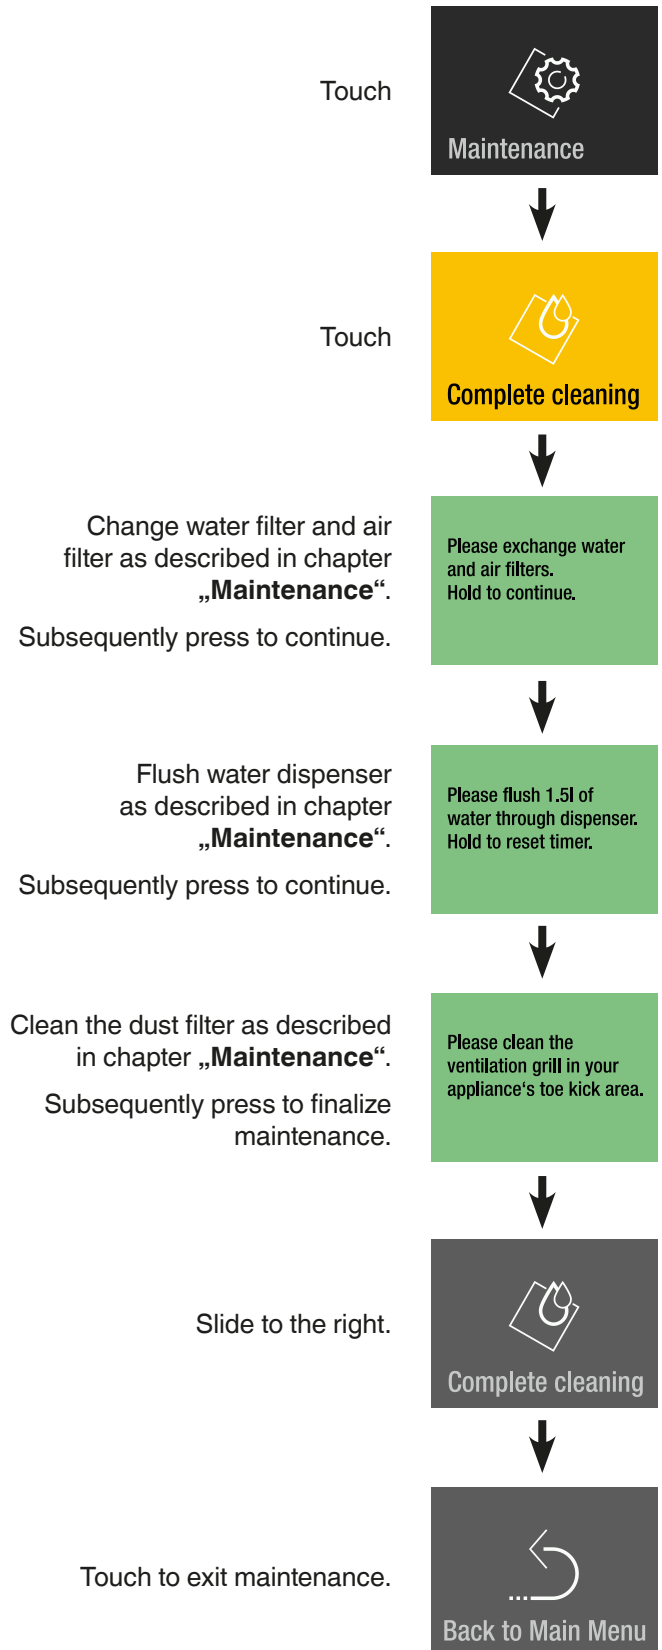 Touch
Maintenance
Touch
Complete cleaning
Change water filter and air
filter as described in chapter
„Maintenance“.
Subsequently press to continue.
Please exchange water
and air filters.
Hold to continue.
Flush water dispenser
as described in chapter
„Maintenance“.
Subsequently press to continue.
Please flush 1.5l of
water through dispenser.
Hold to reset timer.
Clean the dust filter as described
in chapter „Maintenance“.
Subsequently press to finalize
maintenance.
Please clean the
ventilation grill in your
appliance‘s toe kick area.
Slide to the right.
Complete cleaning
Touch to exit maintenance.
Back to Main Menu